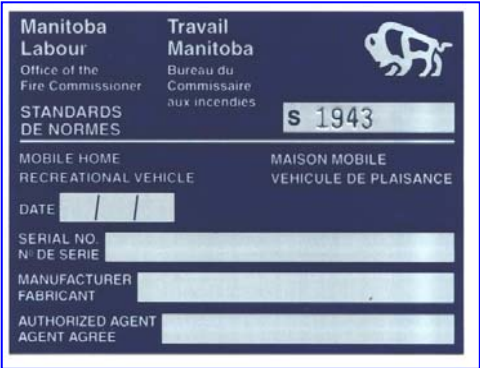 Manitoba
Labour
Travail
Manitoba
Office of the
Fire Commissioner
Bureau du
Commissaire
aux incendies
STANDARDS
DE NORMES
S 1943
MOBILE HOME
RECREATIONAL VEHICLE
MAISON MOBILE
VEHICULE DE PLAISANCE
DATE / /
SERIAL NO.
Nº DE SERIE
MANUFACTURER
FABRICANT
AUTHORIZED AGENT
AGENT AGREE